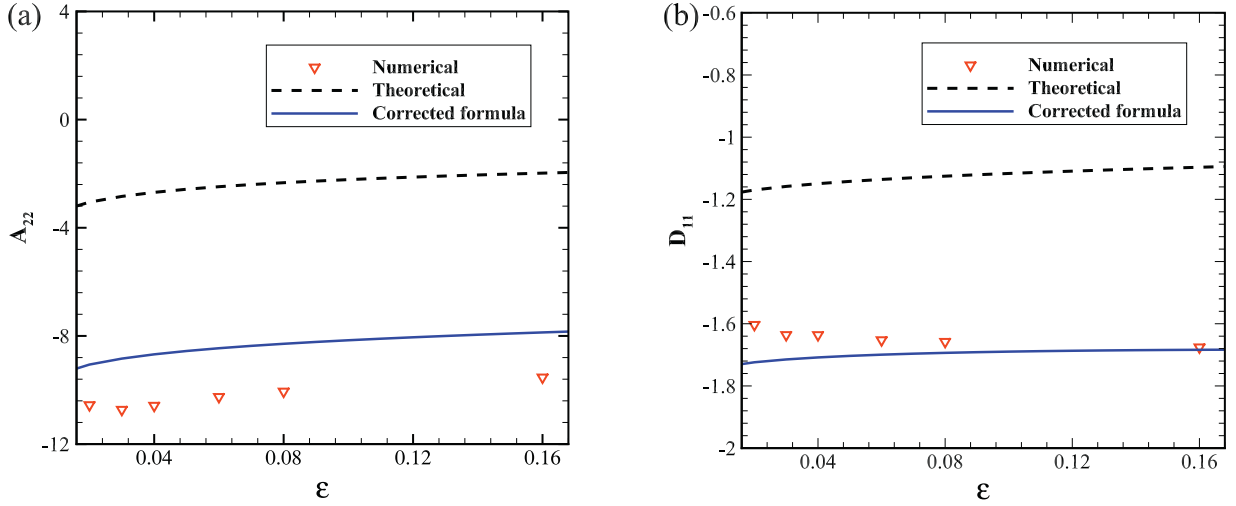 (a)
4
0
-4
-8
-12
A22
Numerical
Theoretical
Corrected formula
0.04
0.08
0.12
0.16
ε
(b)
-0.6
-0.8
-1
-1.2
-1.4
-1.6
-1.8
-2
D11
Numerical
Theoretical
Corrected formula
0.04
0.08
0.12
0.16
ε